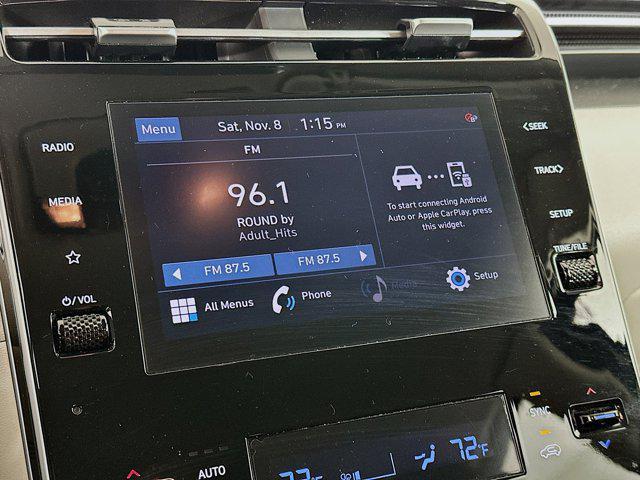 Menu Sat, Nov. 8 1:15 PM
FM
96.1
ROUND by
Adult_Hits
FM 87.5 FM 87.5
To start connecting Android
Auto or Apple CarPlay, press
this widget.
All Menus Phone Media Setup
RADIO
MEDIA
⏻/VOL
<SEEK
TRACK>
SETUP
TUNE/FILE
SYNC
AUTO
72°F